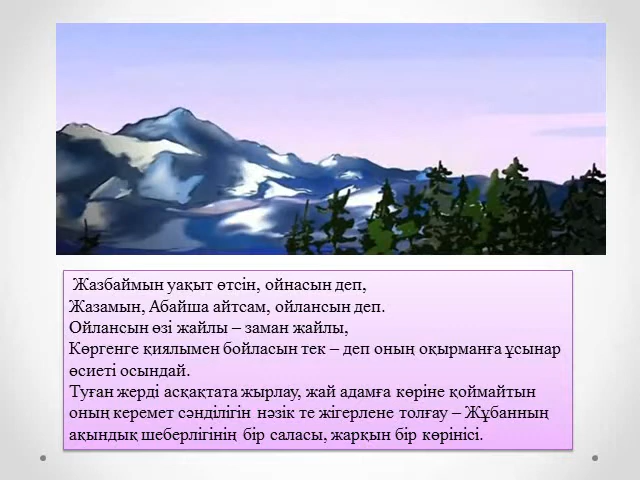 Жазбаймын уақыт өтсін, ойнасын деп,
Жазамын, Абайша айтсам, ойлансын деп.
Ойлансын өзі жайлы – заман жайлы,
Көргенге қиялымен бойласын тек – деп оның оқырманға ұсынар
өсиеті осындай.
Туған жерді асқақтата жырлау, жай адамға көріне қоймайтын
оның керемет сәнділігін нәзік те жігерлене толғау – Жұбанның
ақындық шеберлігінің бір саласы, жарқын бір көрінісі.